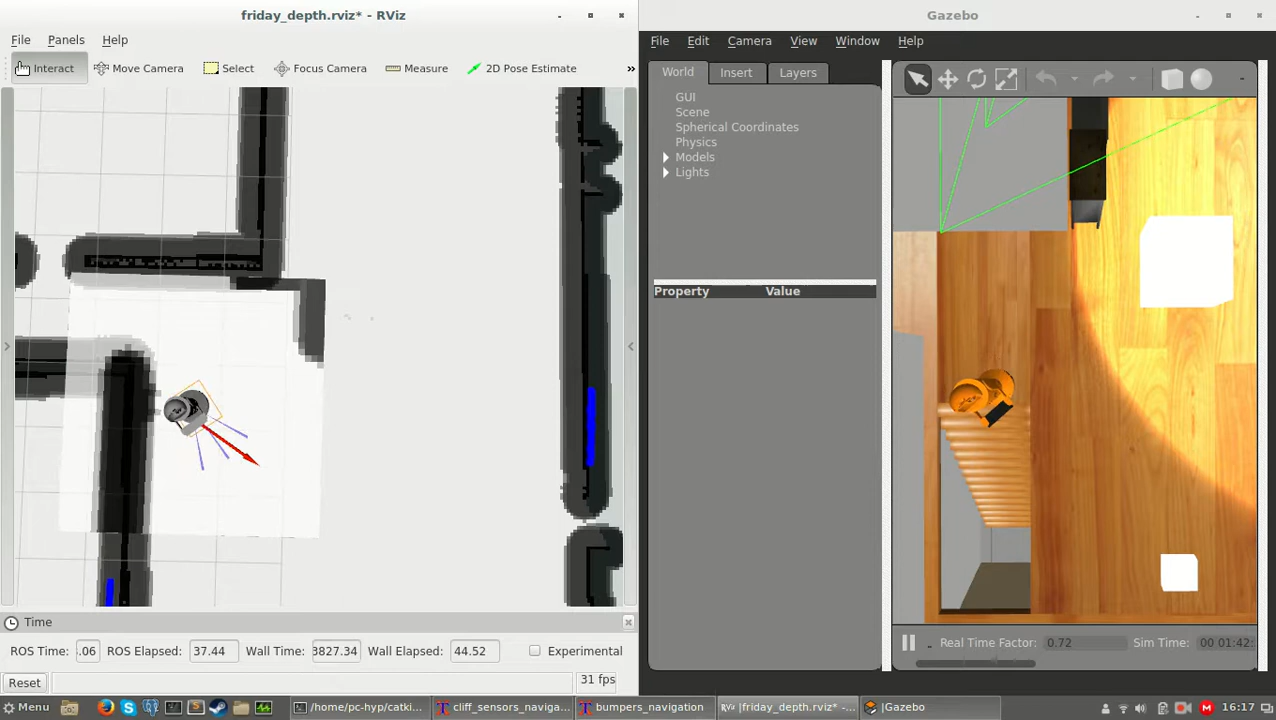 friday_depth.rviz* - RViz
File Panels Help
Interact Move Camera Select Focus Camera Measure 2D Pose Estimate »
Time
ROS Time: .06 ROS Elapsed: 37.44 Wall Time: 827.34 Wall Elapsed: 44.52 Experimental
Reset 31 fps
Gazebo
File Edit Camera View Window Help
World Insert Layers
GUI
Scene
Spherical Coordinates
Physics
Models
Lights
Property Value
Real Time Factor: 0.72 Sim Time: 00 01:42:
Menu /home/pc-hyp/catki... cliff_sensors_naviga... bumpers_navigation |friday_depth.rviz* -... |Gazebo 16:17